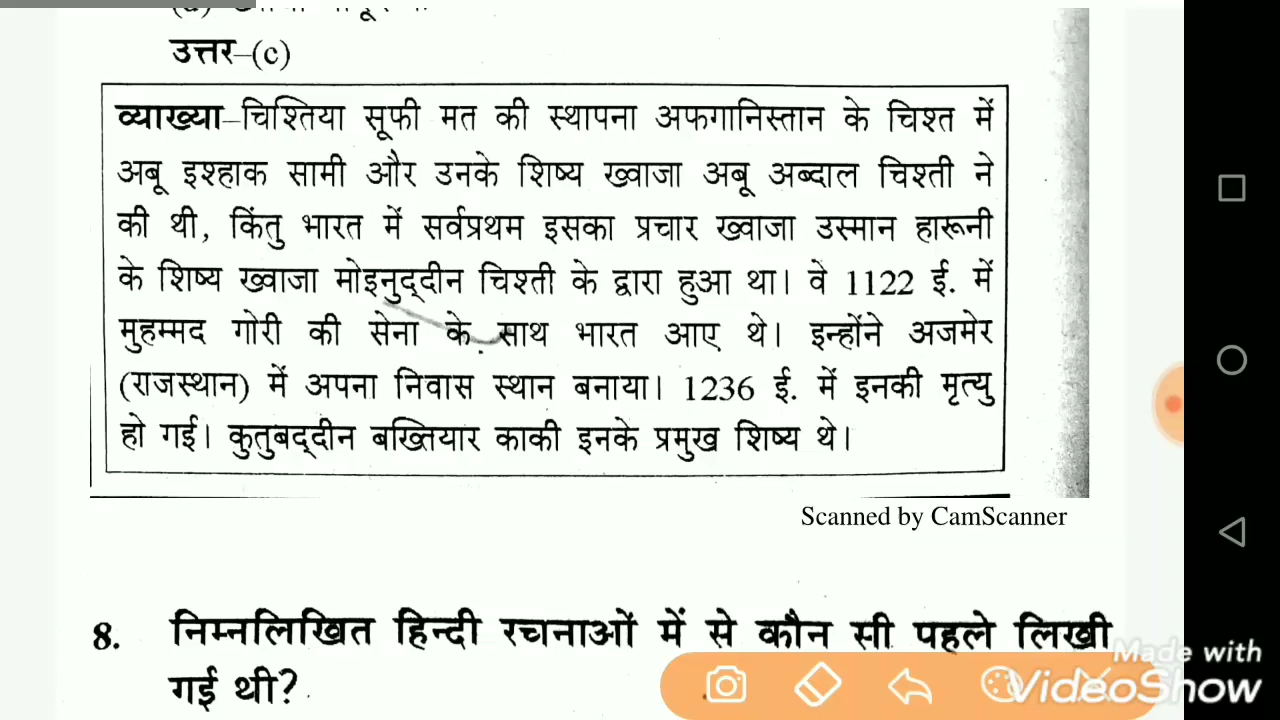 उत्तर–(c)
व्याख्या–चिश्तिया सूफी मत की स्थापना अफगानिस्तान के चिश्त में
अबू इश्हाक सामी और उनके शिष्य ख्वाजा अबू अब्दाल चिश्ती ने
की थी, किंतु भारत में सर्वप्रथम इसका प्रचार ख्वाजा उस्मान हारूनी
के शिष्य ख्वाजा मोइनुद्दीन चिश्ती के द्वारा हुआ था। वे 1122 ई. में
मुहम्मद गोरी की सेना के साथ भारत आए थे। इन्होंने अजमेर
(राजस्थान) में अपना निवास स्थान बनाया। 1236 ई. में इनकी मृत्यु
हो गई। कुतुबद्दीन बख्तियार काकी इनके प्रमुख शिष्य थे।
Scanned by CamScanner
8. निम्नलिखित हिन्दी रचनाओं में से कौन सी पहले लिखी
गई थी?
Made with
VideoShow